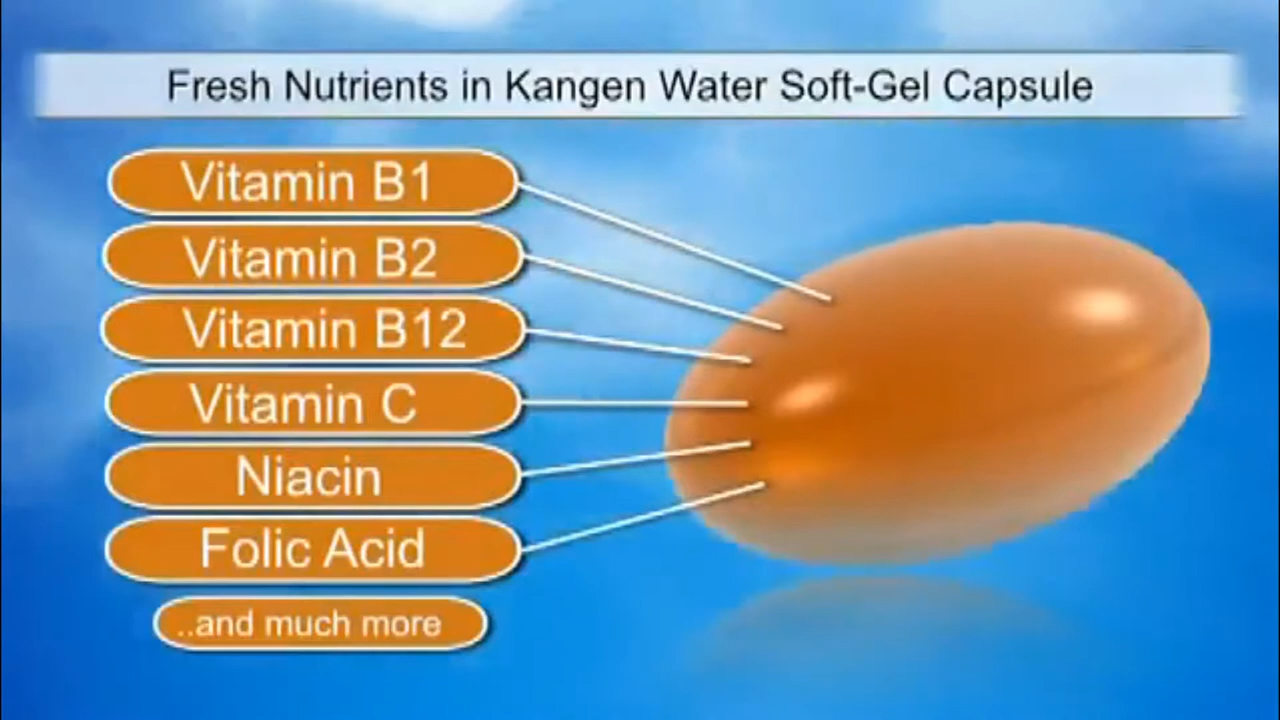 Fresh Nutrients in Kangen Water Soft-Gel Capsule
Vitamin B1
Vitamin B2
Vitamin B12
Vitamin C
Niacin
Folic Acid
..and much more